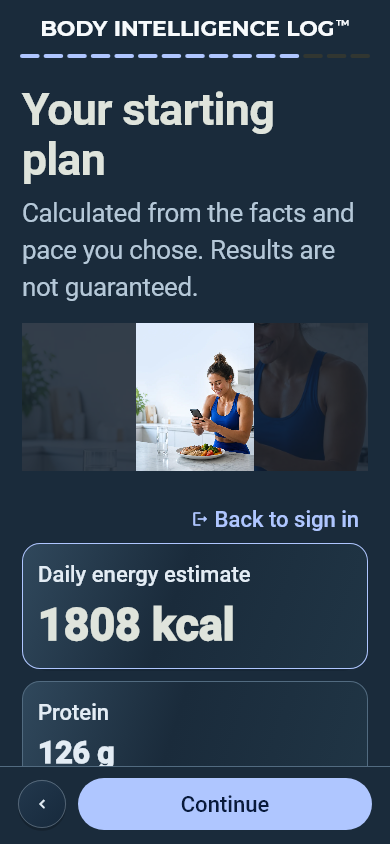 BODY INTELLIGENCE LOG™
Your starting
plan
Calculated from the facts and
pace you chose. Results are
not guaranteed.
Back to sign in
Daily energy estimate
1808 kcal
Protein
126 g
Continue